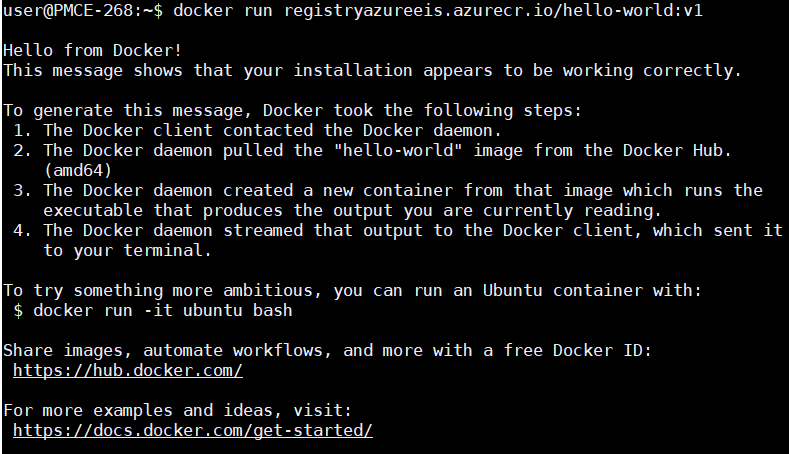 user@PMCE-268:~$ docker run registryazureeis.azurecr.io/hello-world:v1
Hello from Docker!
This message shows that your installation appears to be working correctly.
To generate this message, Docker took the following steps:
1. The Docker client contacted the Docker daemon.
2. The Docker daemon pulled the "hello-world" image from the Docker Hub.
(amd64)
3. The Docker daemon created a new container from that image which runs the
executable that produces the output you are currently reading.
4. The Docker daemon streamed that output to the Docker client, which sent it
to your terminal.
To try something more ambitious, you can run an Ubuntu container with:
$ docker run -it ubuntu bash
Share images, automate workflows, and more with a free Docker ID:
https://hub.docker.com/
For more examples and ideas, visit:
https://docs.docker.com/get-started/